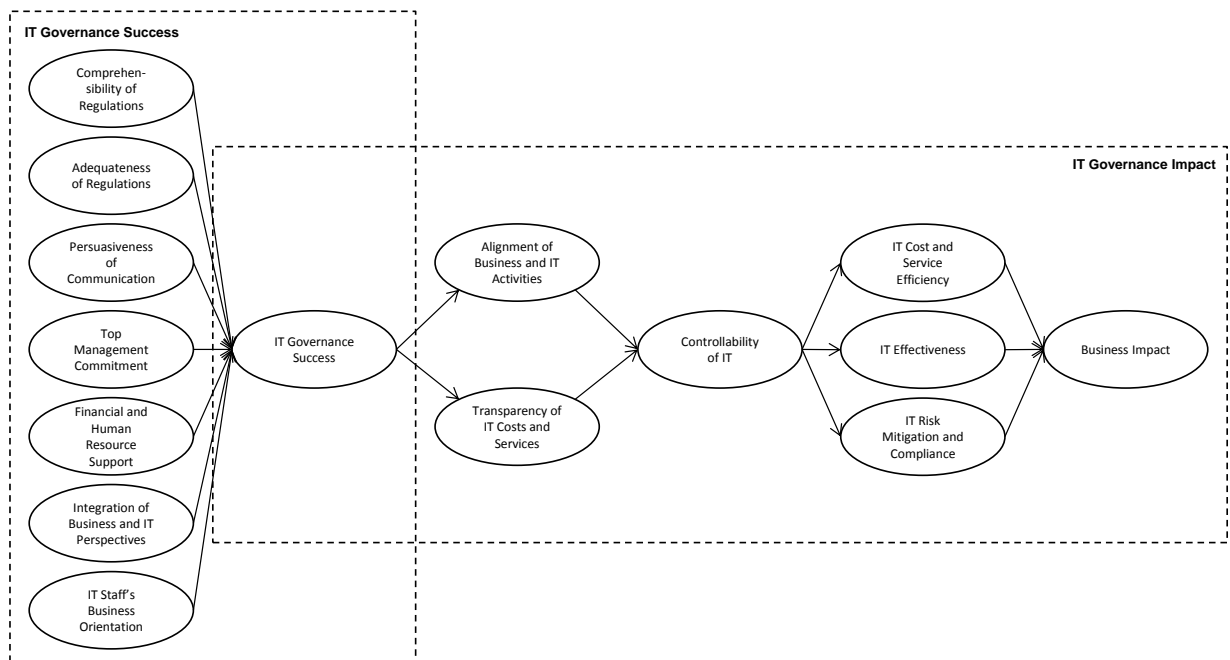 IT Governance Success
Comprehen-
sibility of
Regulations
Adequateness
of Regulations
Persuasiveness
of
Communication
Top
Management
Commitment
Financial and
Human
Resource
Support
Integration of
Business and IT
Perspectives
IT Staff’s
Business
Orientation
IT Governance
Success
IT Governance Impact
Alignment of
Business and IT
Activities
Transparency of
IT Costs and
Services
Controllability
of IT
IT Cost and
Service
Efficiency
IT Effectiveness
IT Risk
Mitigation and
Compliance
Business Impact